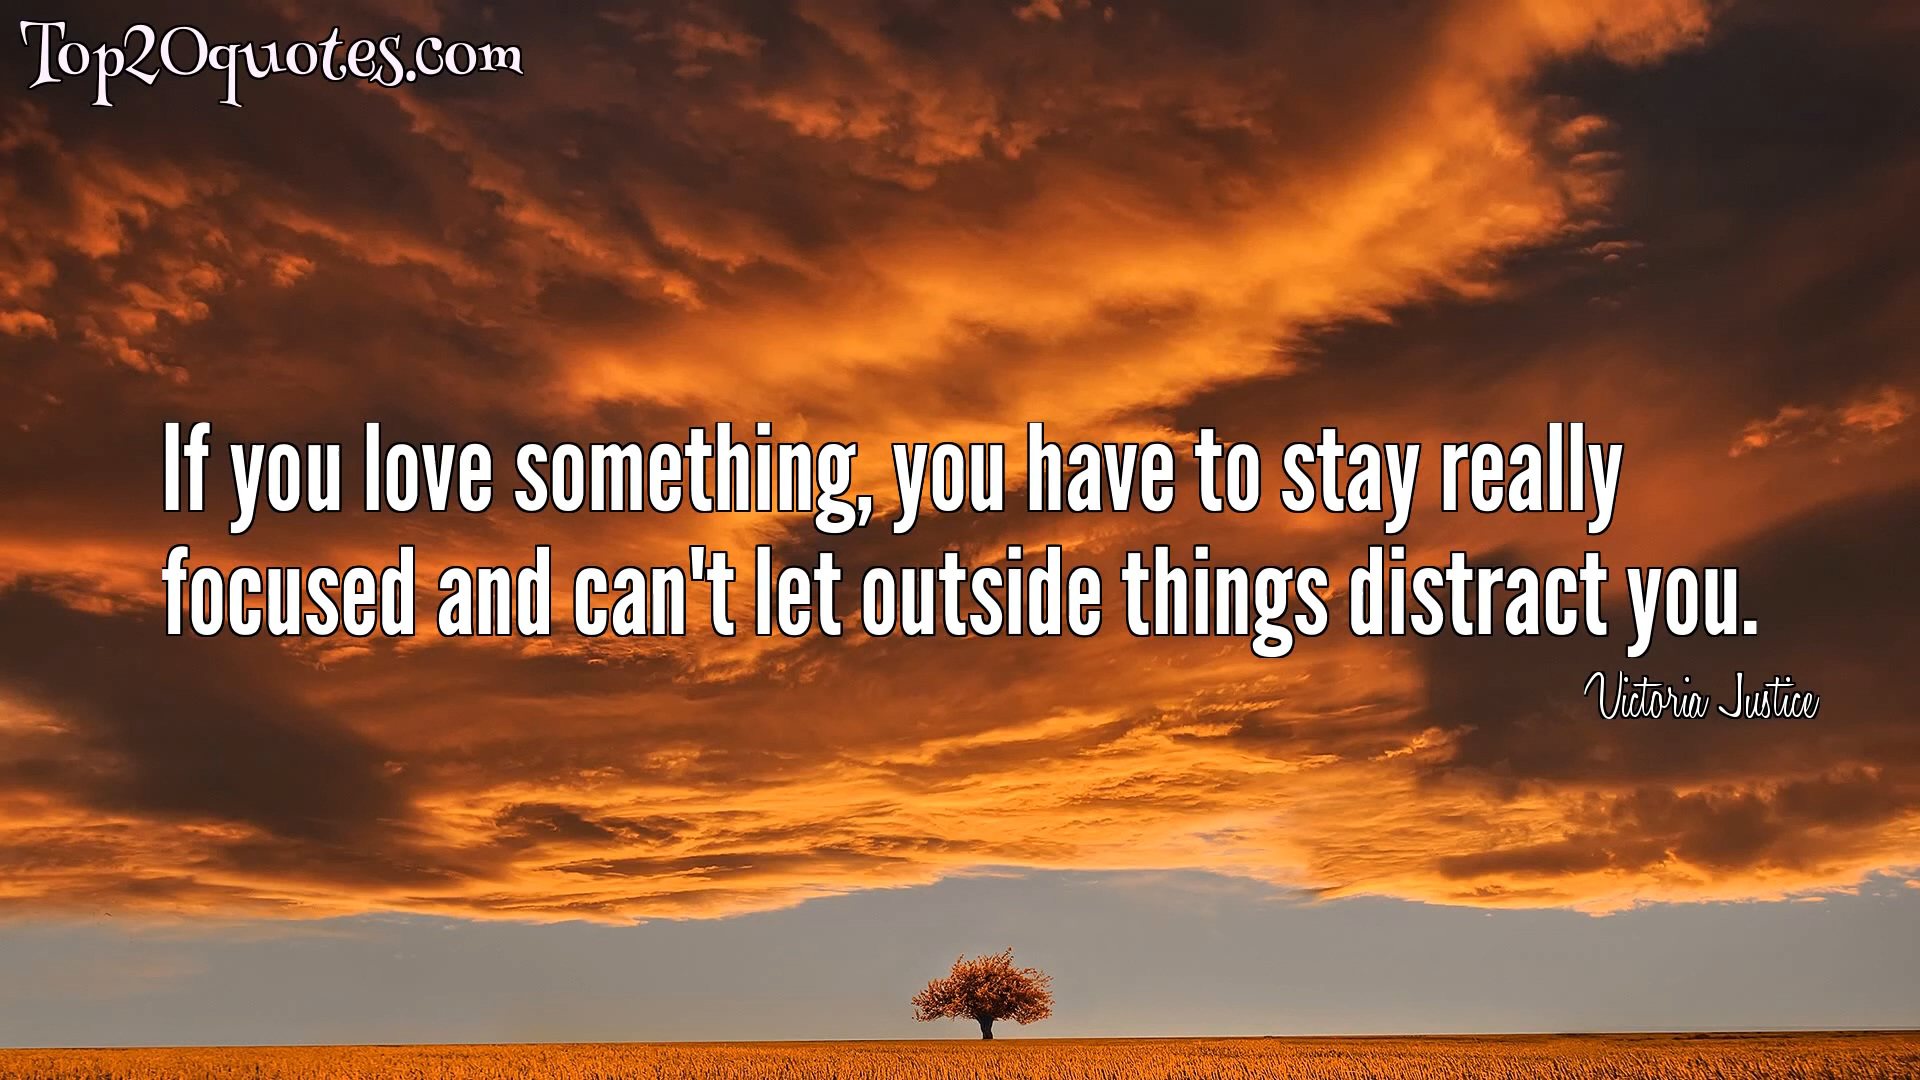 Top20quotes.com
If you love something, you have to stay really
focused and can't let outside things distract you.
Victoria Justice